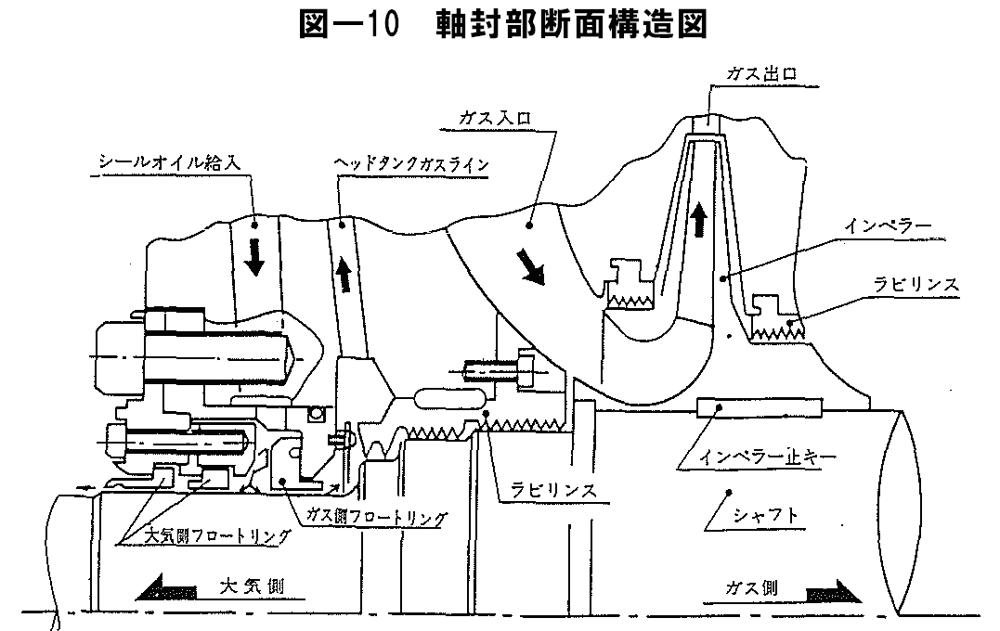 図—10 軸封部断面構造図
ガス出口
ガス入口
シールオイル給入
ヘッドタンクガスライン
インペラー
ラビリンス
インペラー止キー
ラビリンス
ガス側フロートリング
大気側フロートリング
シャフト
大気側
ガス側